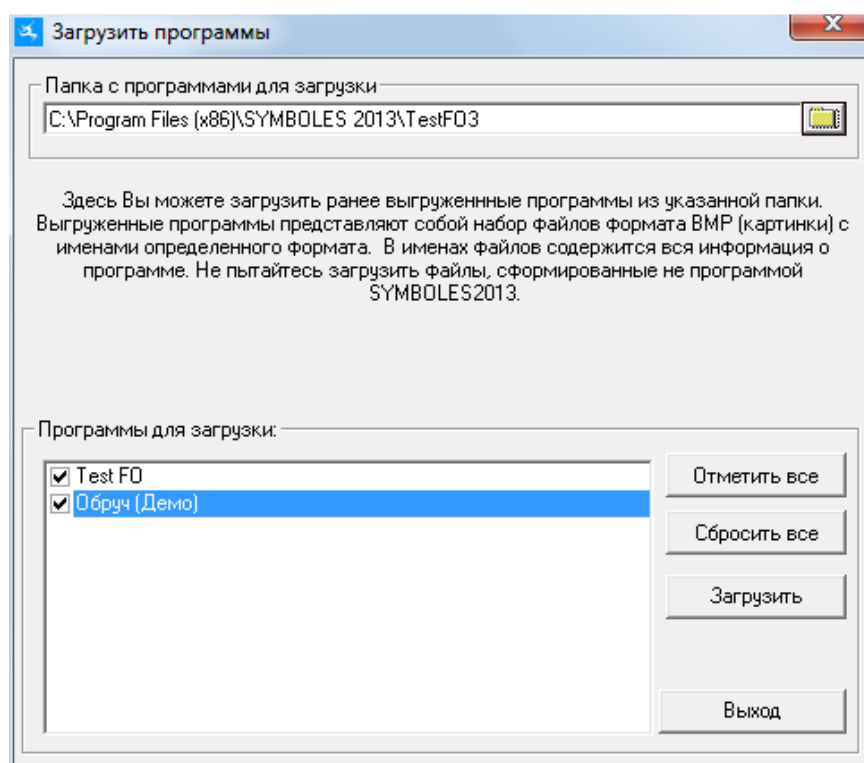 Загрузить программы
Папка с программами для загрузки
C:\Program Files (x86)\SYMBOLES 2013\TestFO3
Здесь Вы можете загрузить ранее выгруженнные программы из указанной папки.
Выгруженные программы представляют собой набор файлов формата BMP (картинки) с
именами определенного формата. В именах файлов содержится вся информация о
программе. Не пытайтесь загрузить файлы, сформированные не программой
SYMBOLES2013.
Программы для загрузки:
Test FO
Обруч (Демо)
Отметить все
Сбросить все
Загрузить
Выход